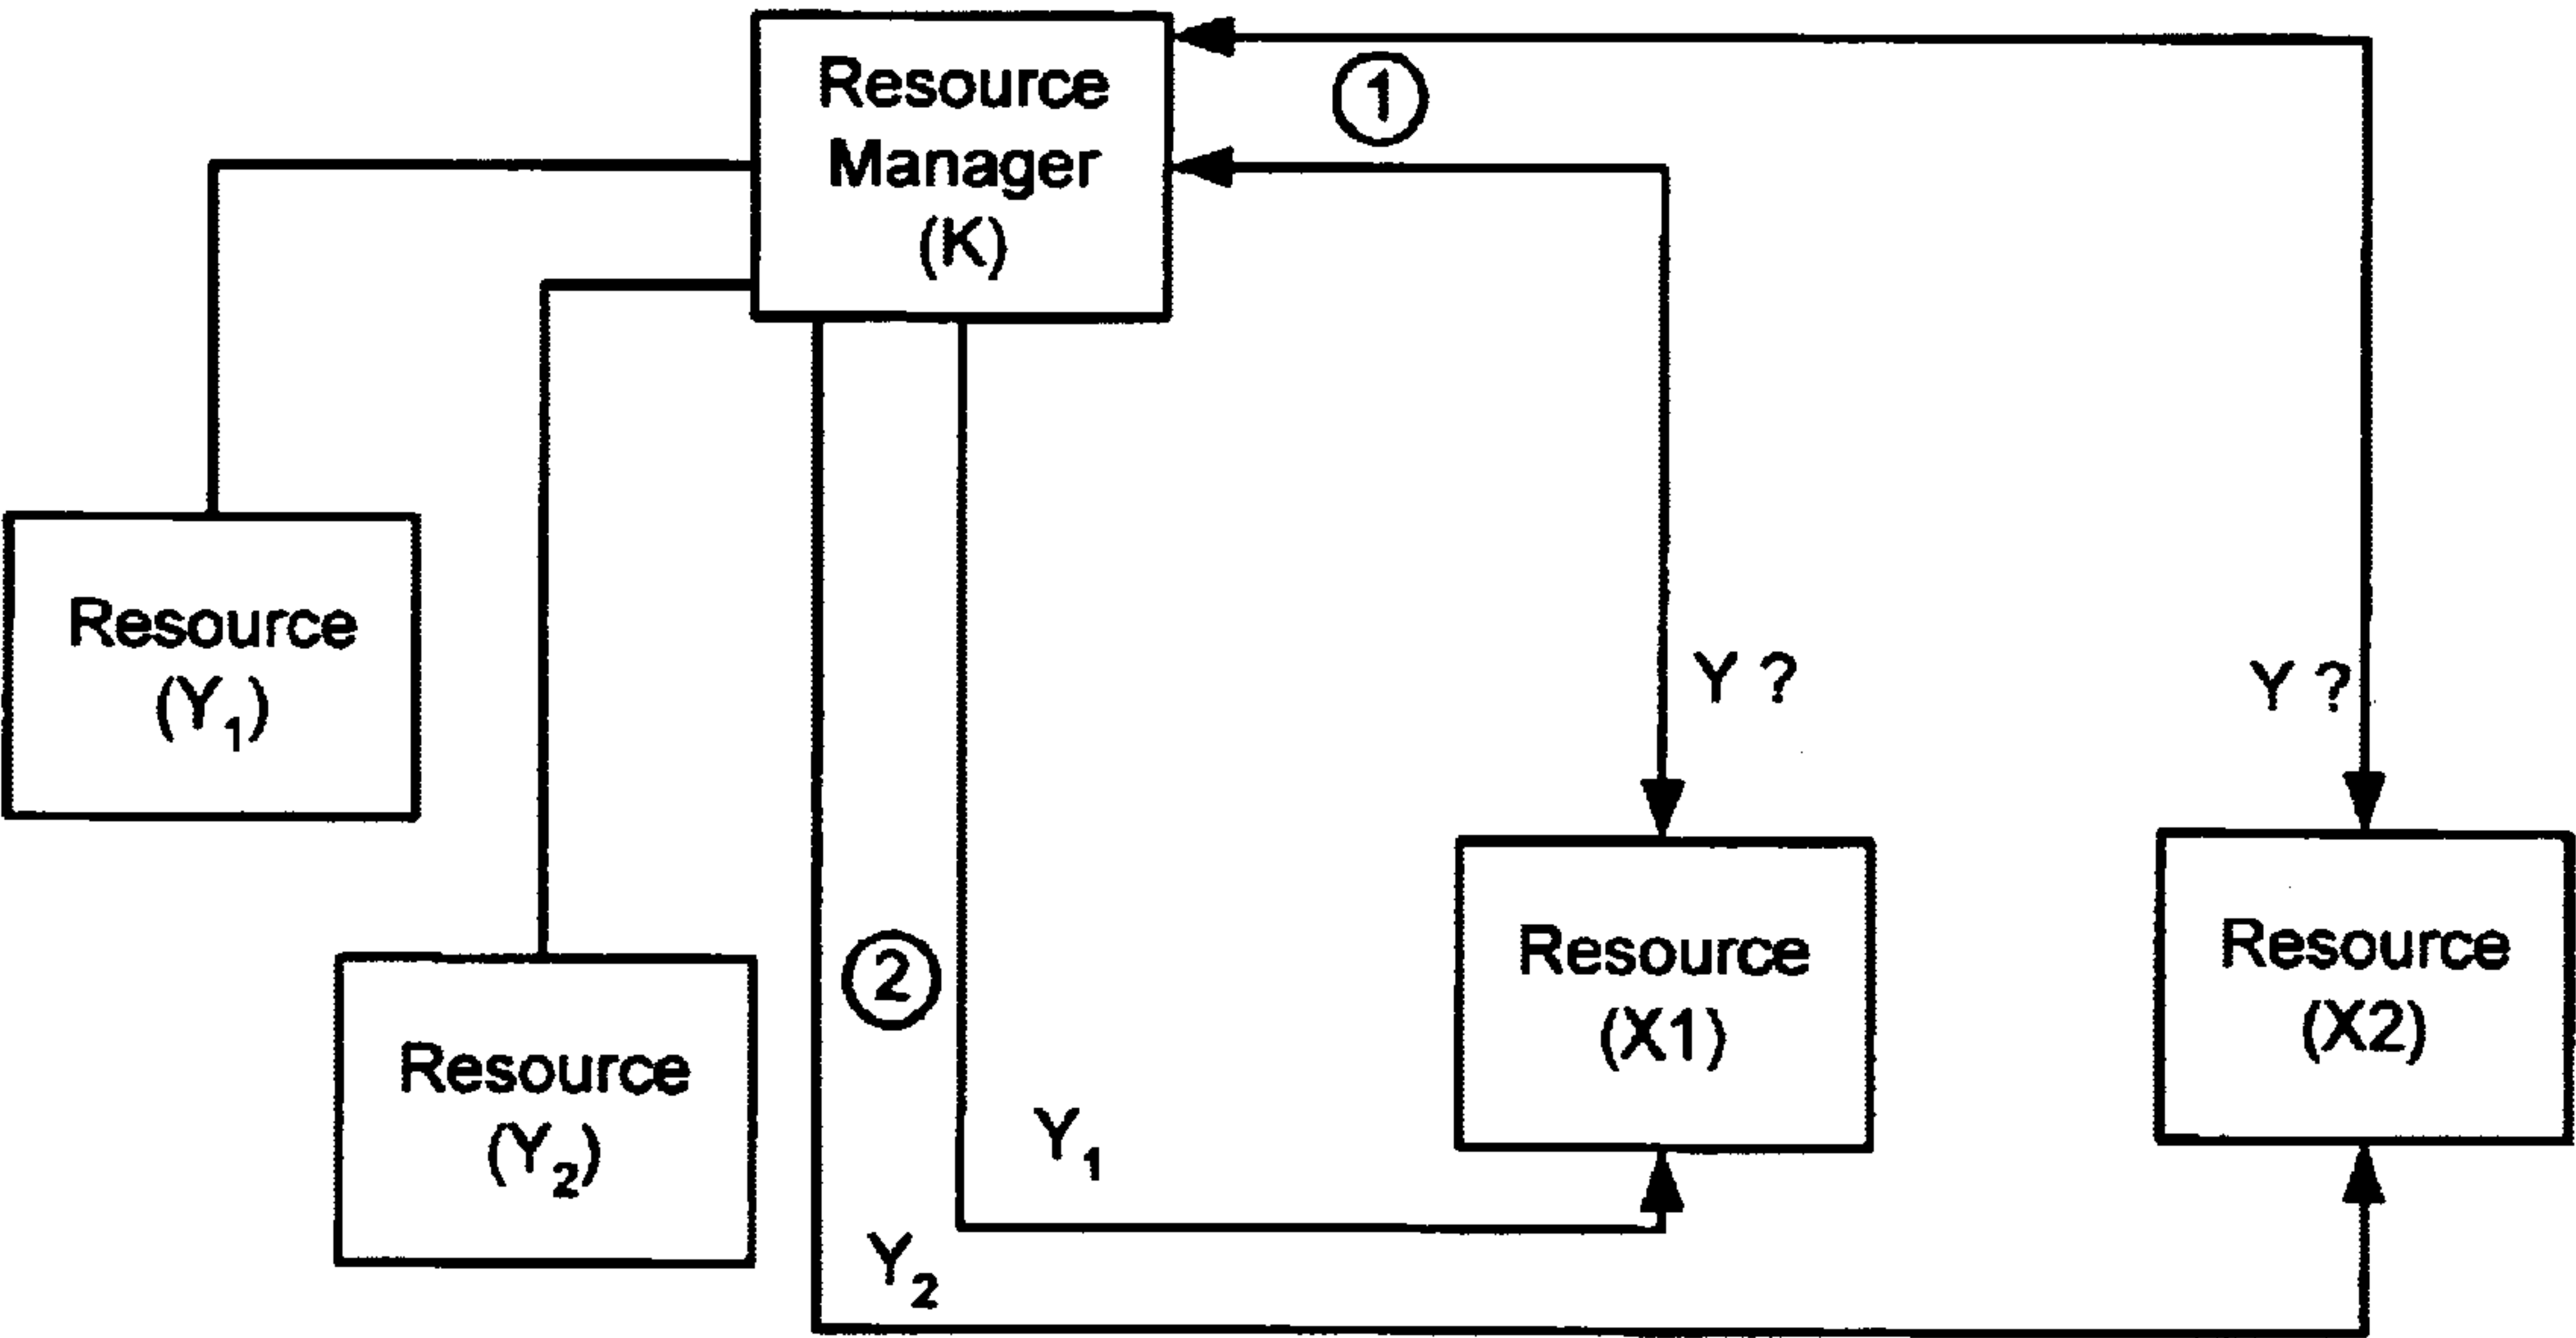 Resource
Manager
(K)
①
Resource
(Y₁)
Y ?
Y ?
Resource
(X1)
Resource
(X2)
②
Resource
(Y₂)
Y₁
Y₂